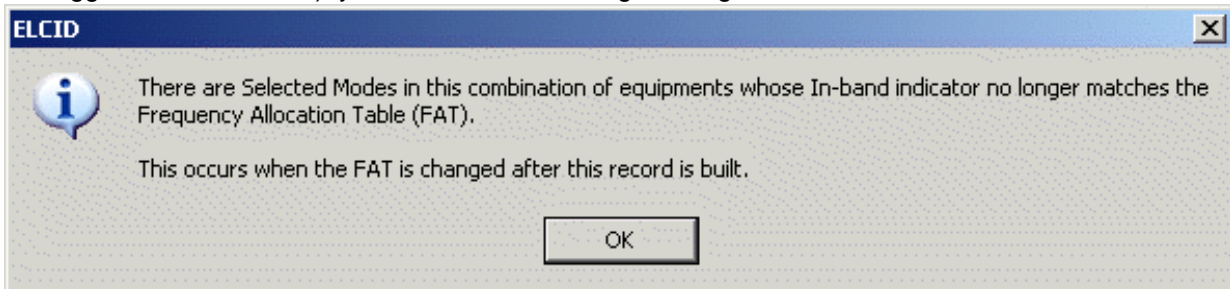 ELCID
There are Selected Modes in this combination of equipments whose In-band indicator no longer matches the
Frequency Allocation Table (FAT).
This occurs when the FAT is changed after this record is built.
OK